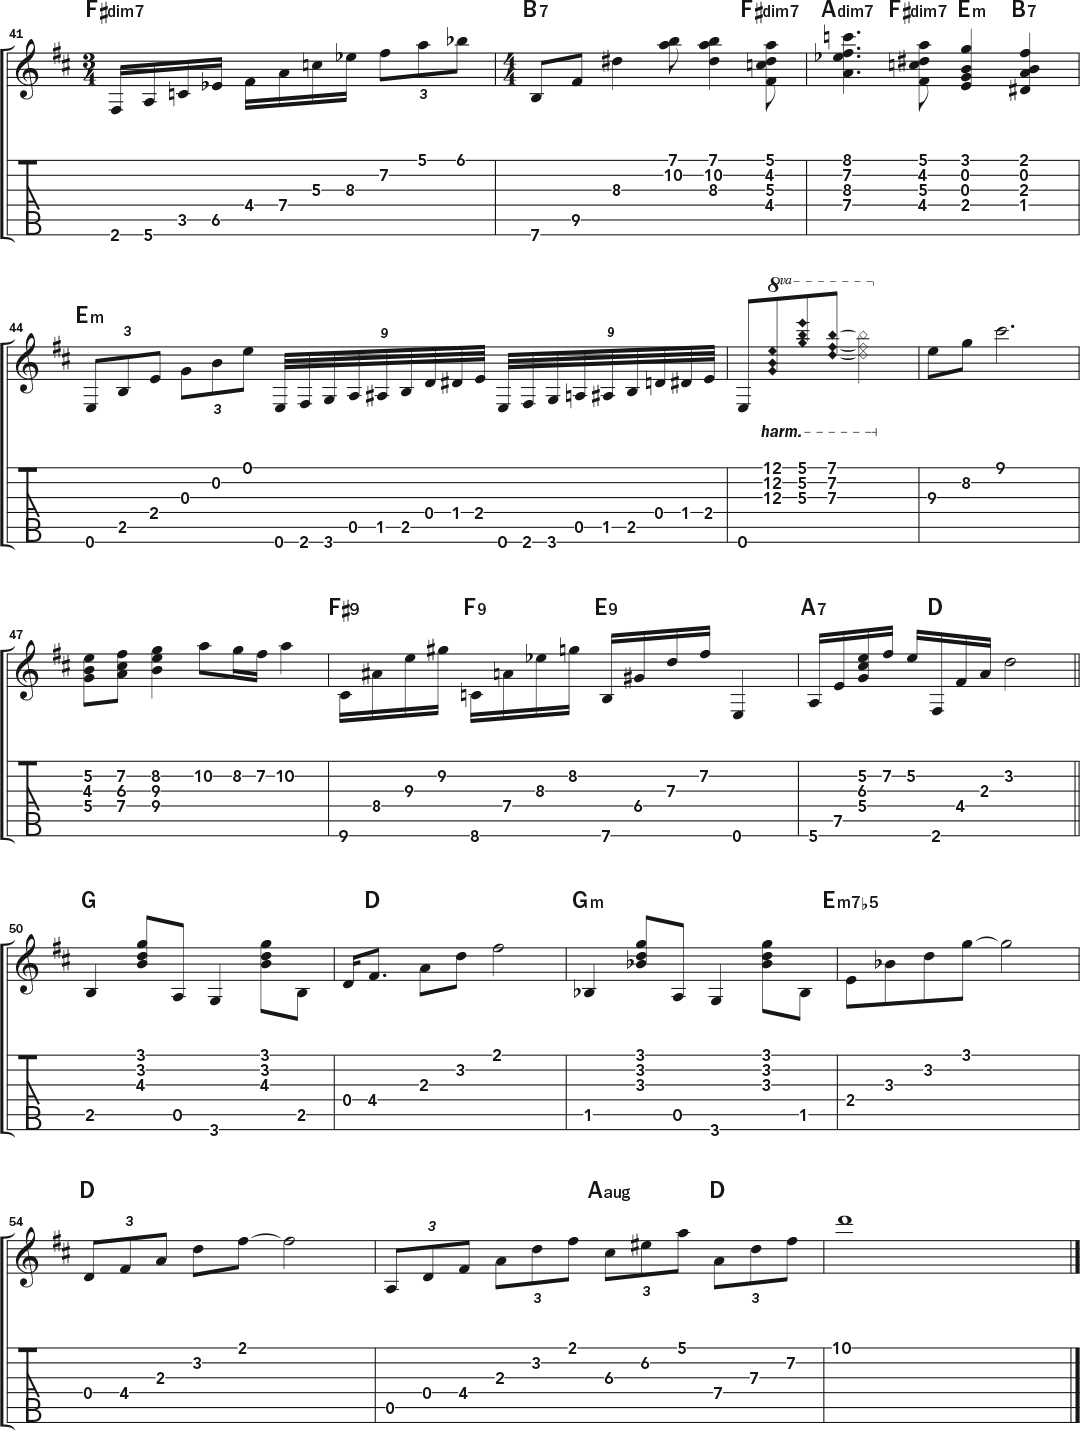 F♯dim7 B7 F♯dim7 Adim7 F♯dim7 Em B7
41
3 4 3 4 4
5 6 7 10 7 10 5 8 5 3 2
7 10 10 4 7 4 0 0
5 8 8 8 5 8 5 0 2
4 7 4 7 4 2 1
3 6 9
2 5 7
T A B
8va
Em
44
3 3 9 9
harm.
0 12 5 7 9
0 12 5 7 8
0 12 5 7 9
2 0 1 2 0 1 2
2 0 1 2 0 1 2
0 0 2 3 0 2 3 0
T A B
F♯9 F9 E9 A7 D
47
5 7 8 10 8 7 10 9 8 7 5 7 5 3
4 6 9 9 8 7 6 2
5 7 9 8 7 6 5 4
7
9 8 7 0 5 2
T A B
G D Gm Em7♭5
50
3 3 2 3 3 3
3 3 3 3 3 3
4 4 2 3 3 3
0 4 2
2 0 2 1 0 1
3 3
T A B
D Aaug D
54
3 3 3 3 3
2 2 5 10
3 3 6 7
2 2 6 7
0 4 0 4 7
0
T A B